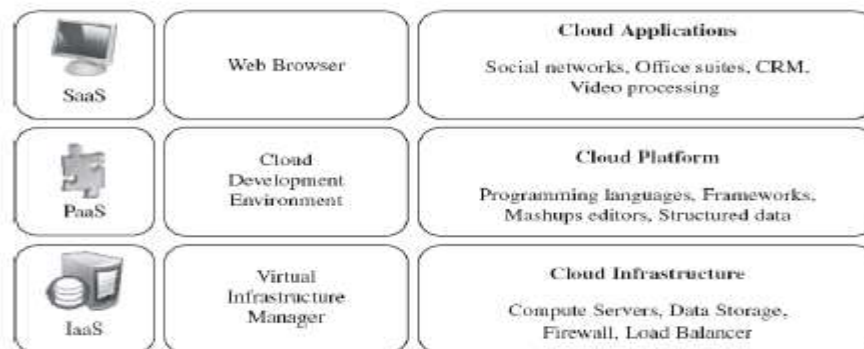 SaaS
Web Browser
Cloud Applications
Social networks, Office suites, CRM,
Video processing
PaaS
Cloud
Development
Environment
Cloud Platform
Programming languages, Frameworks,
Mashups editors, Structured data
IaaS
Virtual
Infrastructure
Manager
Cloud Infrastructure
Compute Servers, Data Storage,
Firewall, Load Balancer